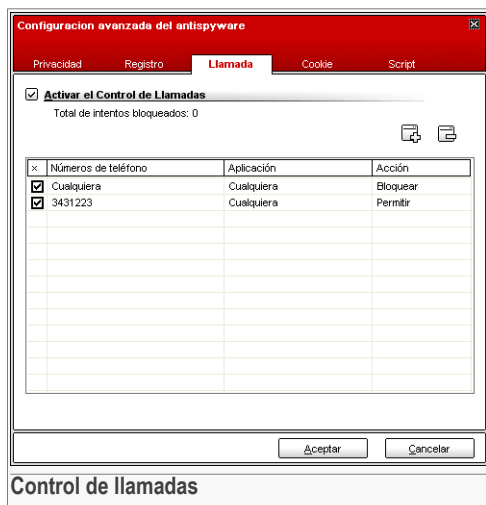 Configuracion avanzada del antispyware
Privacidad Registro Llamada Cookie Script
Activar el Control de Llamadas
Total de intentos bloqueados: 0
× Números de teléfono Aplicación Acción
Cualquiera Cualquiera Bloquear
3431223 Cualquiera Permitir
Aceptar Cancelar
Control de llamadas